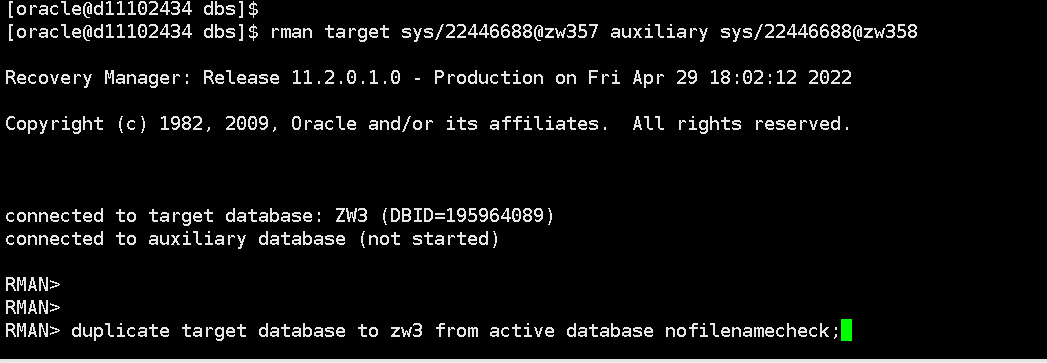 [oracle@d11102434 dbs]$
[oracle@d11102434 dbs]$ rman target sys/22446688@zw357 auxiliary sys/22446688@zw358
Recovery Manager: Release 11.2.0.1.0 - Production on Fri Apr 29 18:02:12 2022
Copyright (c) 1982, 2009, Oracle and/or its affiliates.  All rights reserved.
connected to target database: ZW3 (DBID=195964089)
connected to auxiliary database (not started)
RMAN>
RMAN>
RMAN> duplicate target database to zw3 from active database nofilenamecheck;